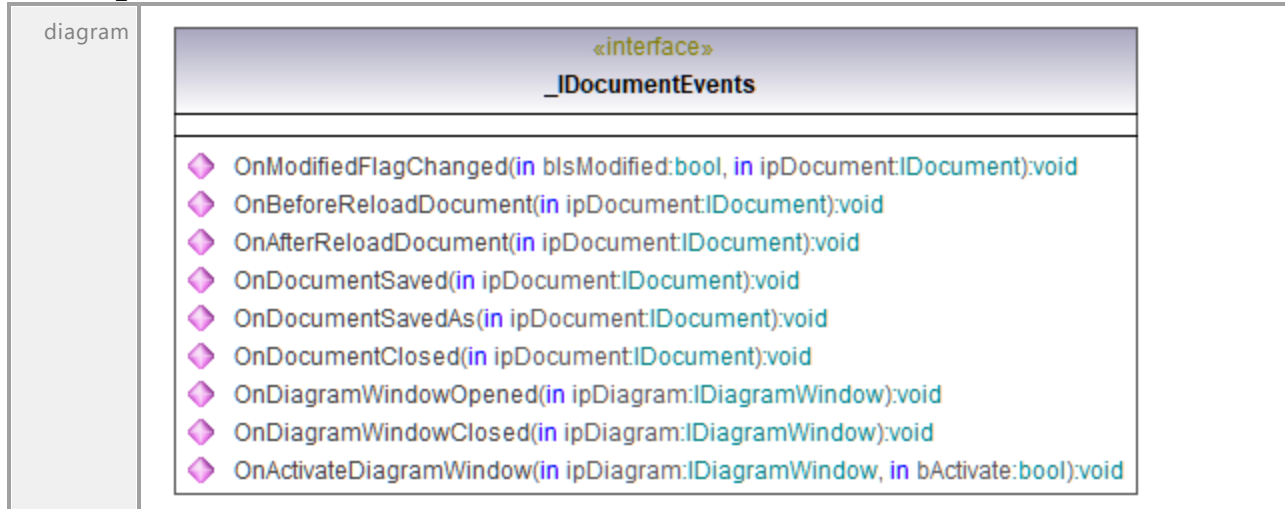 diagram
«interface»
_IDocumentEvents
OnModifiedFlagChanged(in bIsModified:bool, in ipDocument:IDocument):void
OnBeforeReloadDocument(in ipDocument:IDocument):void
OnAfterReloadDocument(in ipDocument:IDocument):void
OnDocumentSaved(in ipDocument:IDocument):void
OnDocumentSavedAs(in ipDocument:IDocument):void
OnDocumentClosed(in ipDocument:IDocument):void
OnDiagramWindowOpened(in ipDiagram:IDiagramWindow):void
OnDiagramWindowClosed(in ipDiagram:IDiagramWindow):void
OnActivateDiagramWindow(in ipDiagram:IDiagramWindow, in bActivate:bool):void